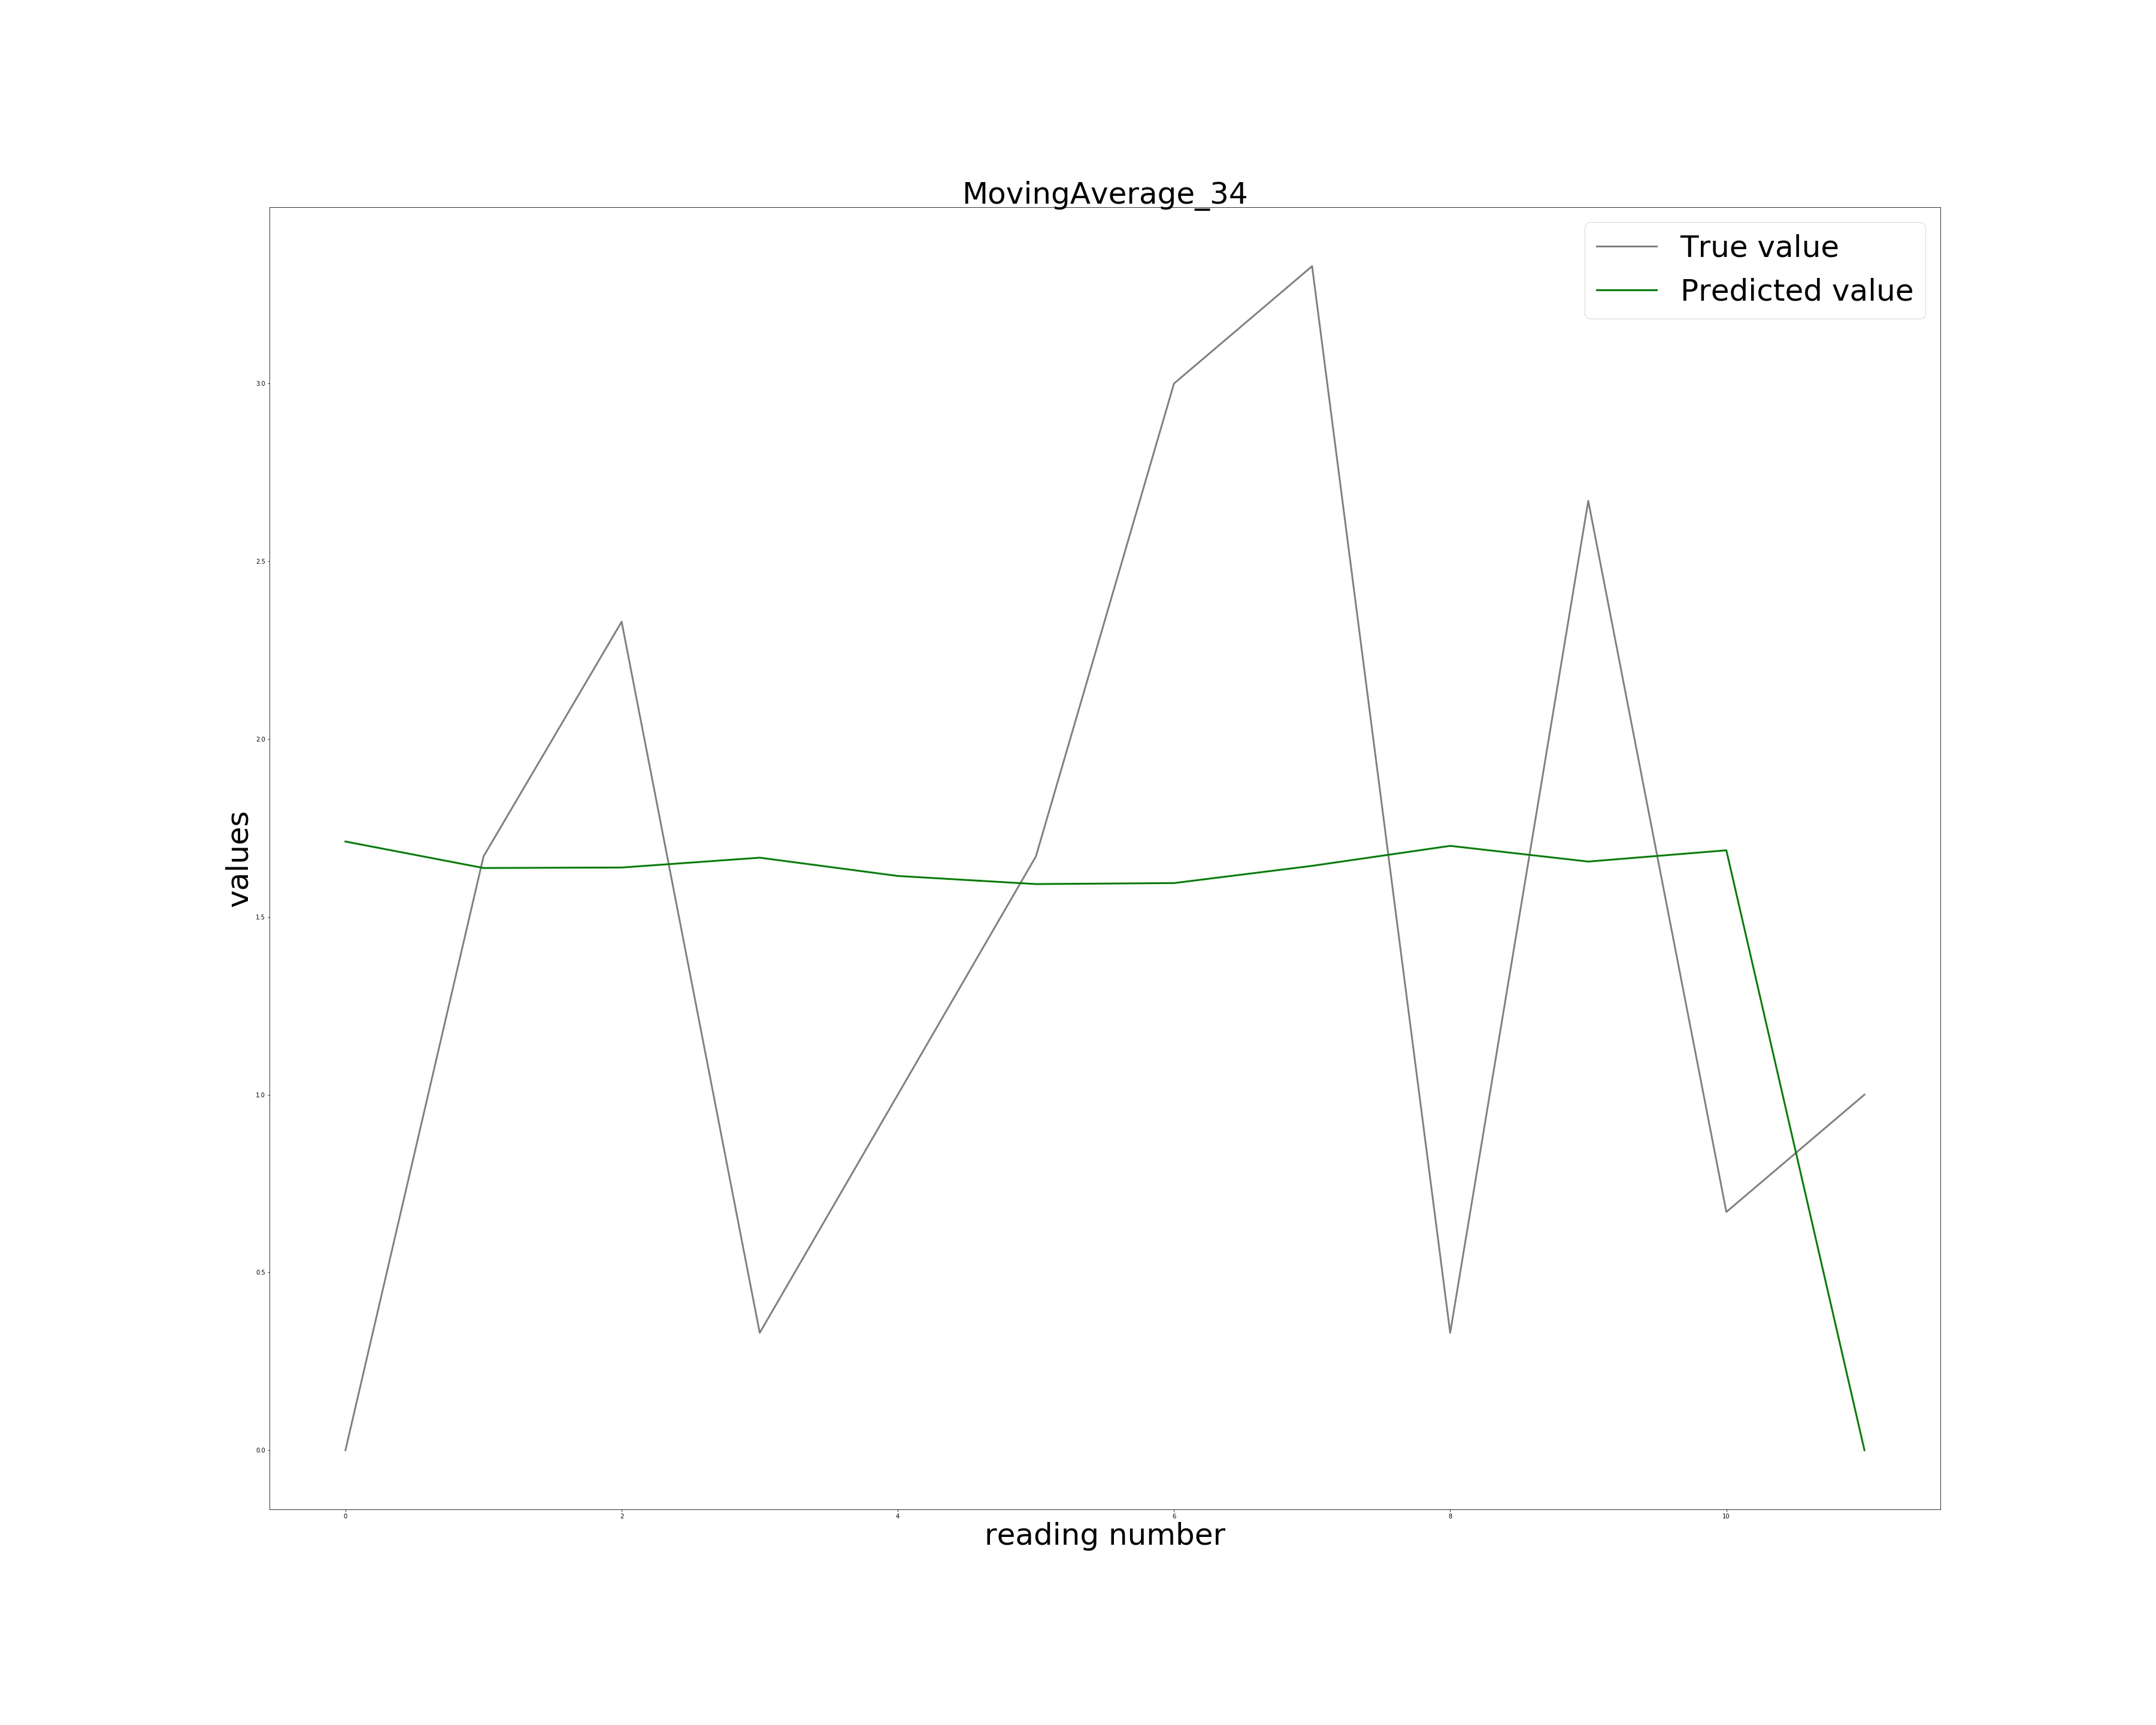 MovingAverage_34
True value
Predicted value
3.0
2.5
2.0
1.5
1.0
0.5
0.0
values
0 2 4 6 8 10
reading number